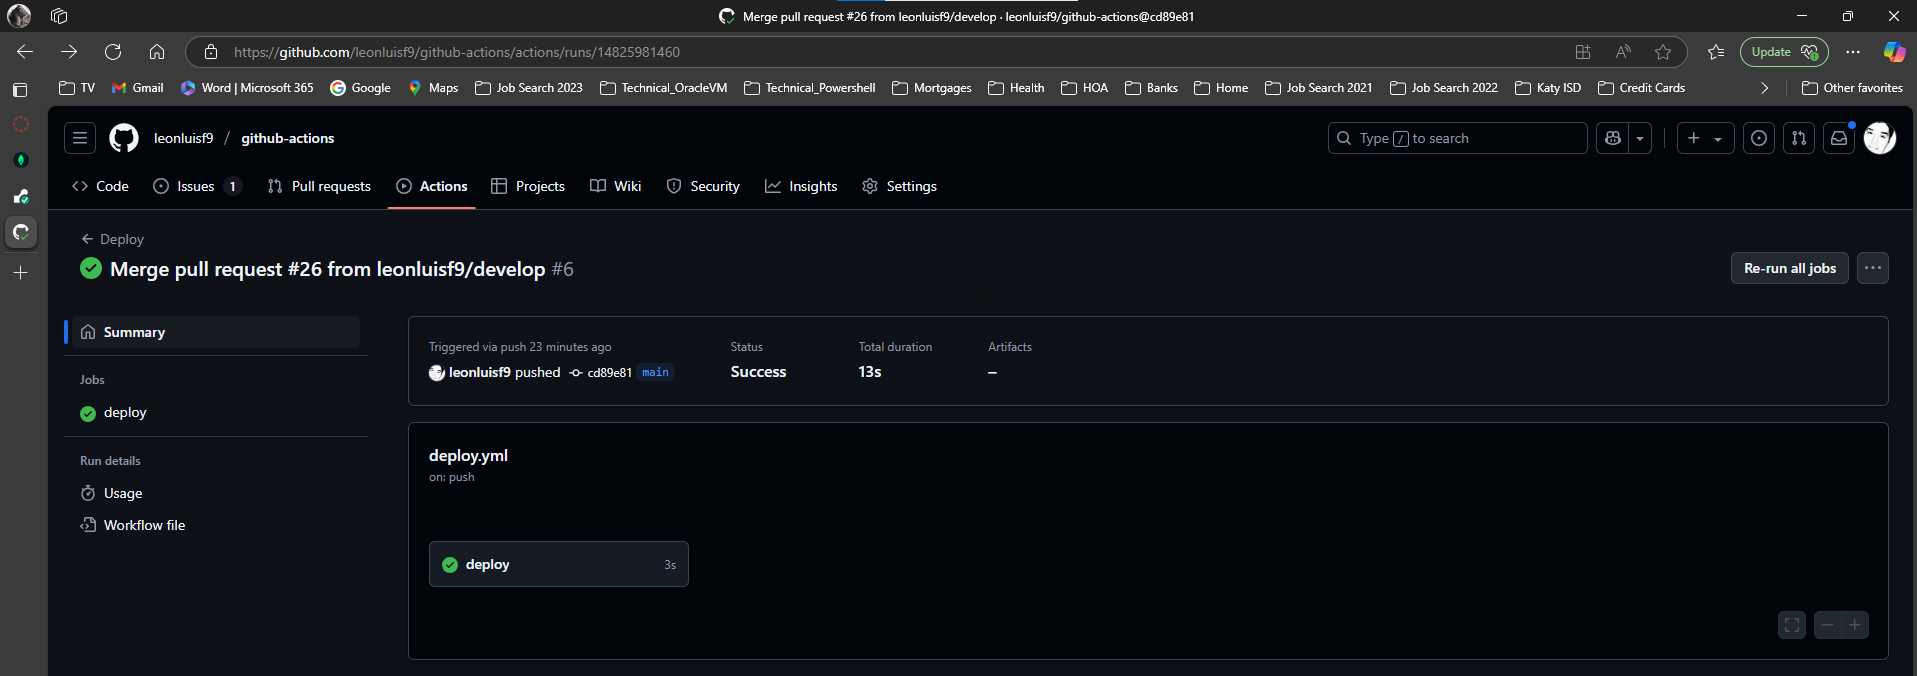 Merge pull request #26 from leonluisf9/develop · leonluisf9/github-actions@cd89e81
https://github.com/leonluisf9/github-actions/actions/runs/14825981460
Update
TV Gmail Word | Microsoft 365 Google Maps Job Search 2023 Technical_OracleVM Technical_Powershell Mortgages Health HOA Banks Home Job Search 2021 Job Search 2022 Katy ISD Credit Cards Other favorites
leonluisf9 / github-actions
Type / to search
Code Issues 1 Pull requests Actions Projects Wiki Security Insights Settings
Deploy
Merge pull request #26 from leonluisf9/develop #6
Re-run all jobs
Summary
Jobs
deploy
Run details
Usage
Workflow file
Triggered via push 23 minutes ago
leonluisf9 pushed cd89e81 main
Status
Success
Total duration
13s
Artifacts
–
deploy.yml
on: push
deploy 3s